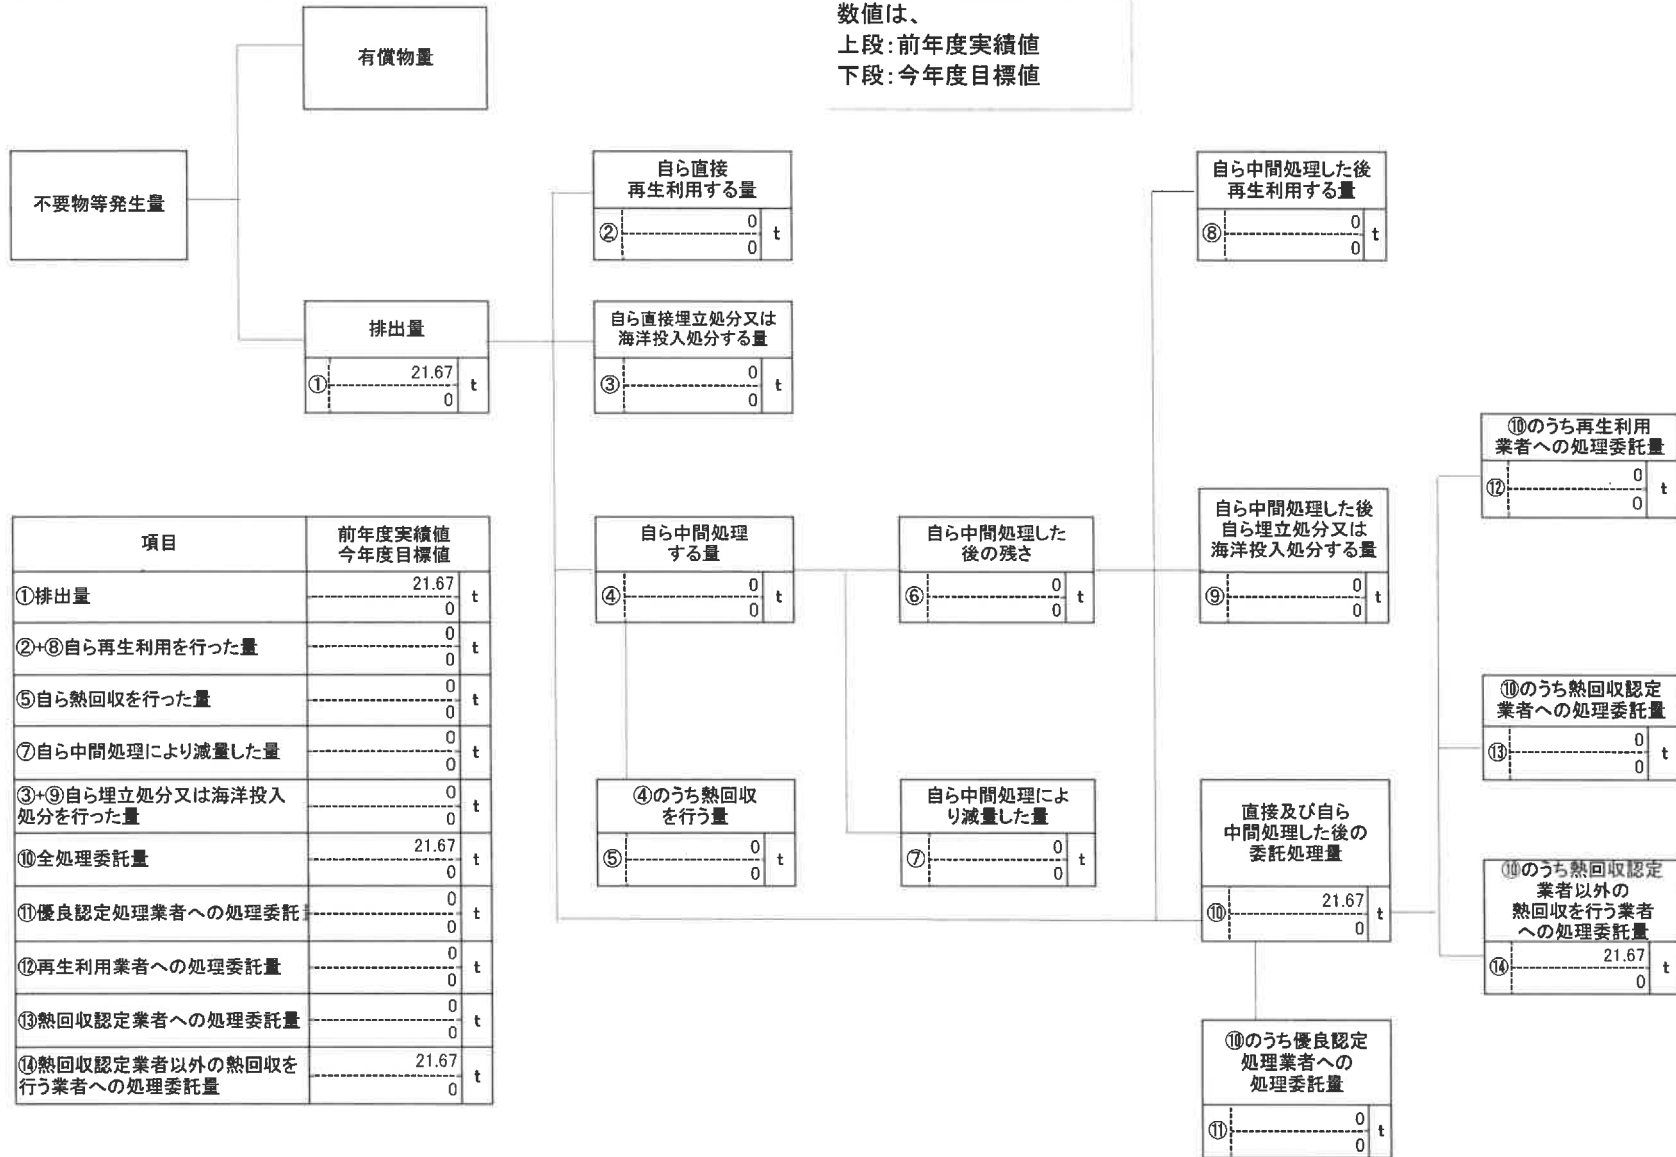 数値は、
上段:前年度実績値
下段:今年度目標値
有償物量
不要物等発生量
排出量
① 21.67 t
0
自ら直接
再生利用する量
② 0 t
0
自ら直接埋立処分又は
海洋投入処分する量
③ 0 t
0
自ら中間処理
する量
④ 0 t
0
④のうち熱回収
を行う量
⑤ 0 t
0
自ら中間処理した
後の残さ
⑥ 0 t
0
自ら中間処理によ
り減量した量
⑦ 0 t
0
自ら中間処理した後
再生利用する量
⑧ 0 t
0
自ら中間処理した後
自ら埋立処分又は
海洋投入処分する量
⑨ 0 t
0
直接及び自ら
中間処理した後の
委託処理量
⑩ 21.67 t
0
⑩のうち優良認定
処理業者への
処理委託量
⑪ 0 t
0
⑩のうち再生利用
業者への処理委託量
⑫ 0 t
0
⑩のうち熱回収認定
業者への処理委託量
⑬ 0 t
0
⑩のうち熱回収認定
業者以外の
熱回収を行う業者
への処理委託量
⑭ 21.67 t
0
項目 前年度実績値
今年度目標値
①排出量 21.67 t
0
②+⑧自ら再生利用を行った量 0 t
0
⑤自ら熱回収を行った量 0 t
0
⑦自ら中間処理により減量した量 0 t
0
③+⑨自ら埋立処分又は海洋投入
処分を行った量 0 t
0
⑩全処理委託量 21.67 t
0
⑪優良認定処理業者への処理委託 0 t
0
⑫再生利用業者への処理委託量 0 t
0
⑬熱回収認定業者への処理委託量 0 t
0
⑭熱回収認定業者以外の熱回収を
行う業者への処理委託量 21.67 t
0